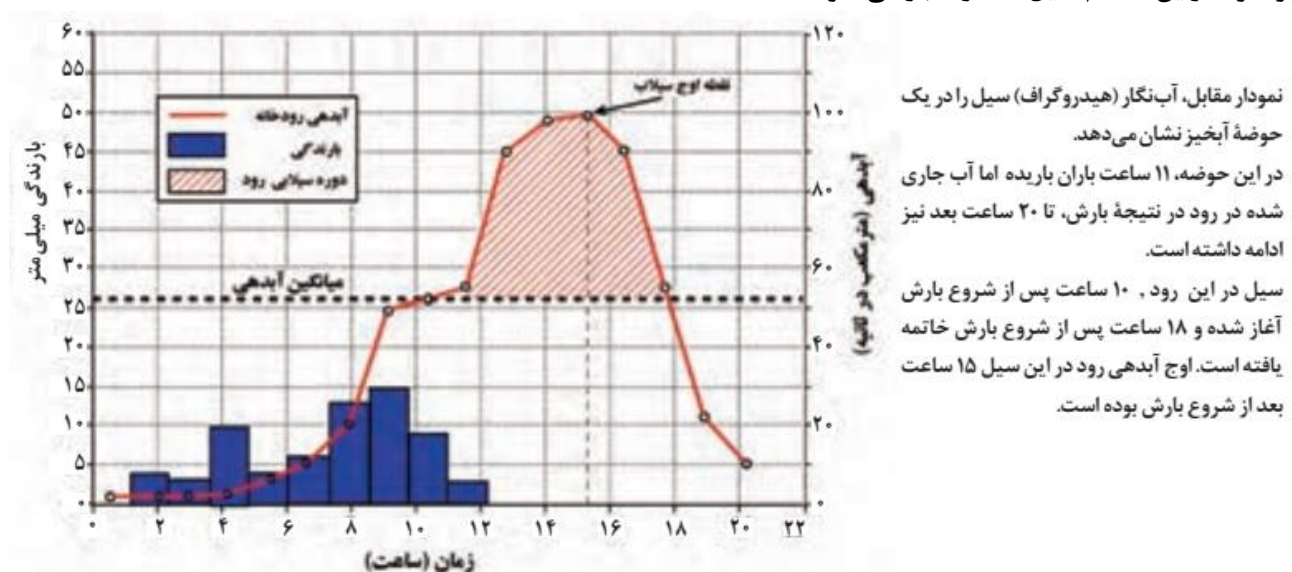 نمودار مقابل، آب‌نگار (هیدروگراف) سیل را در یک
حوضهٔ آبخیز نشان می‌دهد.
در این حوضه، ۱۱ ساعت باران باریده اما آب جاری
شده در رود در نتیجهٔ بارش، تا ۲۰ ساعت بعد نیز
ادامه داشته است.
سیل در این رود , ۱۰ ساعت پس از شروع بارش
آغاز شده و ۱۸ ساعت پس از شروع بارش خاتمه
یافته است. اوج آبدهی رود در این سیل ۱۵ ساعت
بعد از شروع بارش بوده است.
نقطه اوج سیلاب
آبدهی رودخانه
بارندگی
دوره سیلابی رود
میانگین آبدهی
بارندگی میلی متر
۶۰
۵۵
۵۰
۴۵
۴۰
۳۵
۳۰
۲۵
۲۰
۱۵
۱۰
۵
۰
آبدهی (مترمکعب در ثانیه)
۱۲۰
۱۰۰
۸۰
۶۰
۴۰
۲۰
۰
۰ ۲ ۴ ۶ ۸ ۱۰ ۱۲ ۱۴ ۱۶ ۱۸ ۲۰ ۲۲
زمان (ساعت)